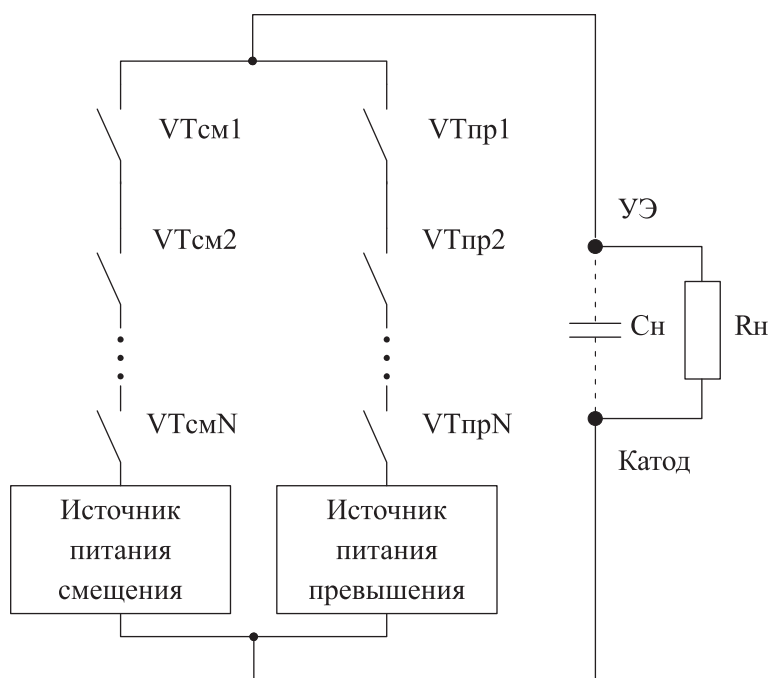 VTсм1
VTпр1
УЭ
VTсм2
VTпр2
Сн
Rн
VTсмN
VTпрN
Катод
Источник
питания
смещения
Источник
питания
превышения